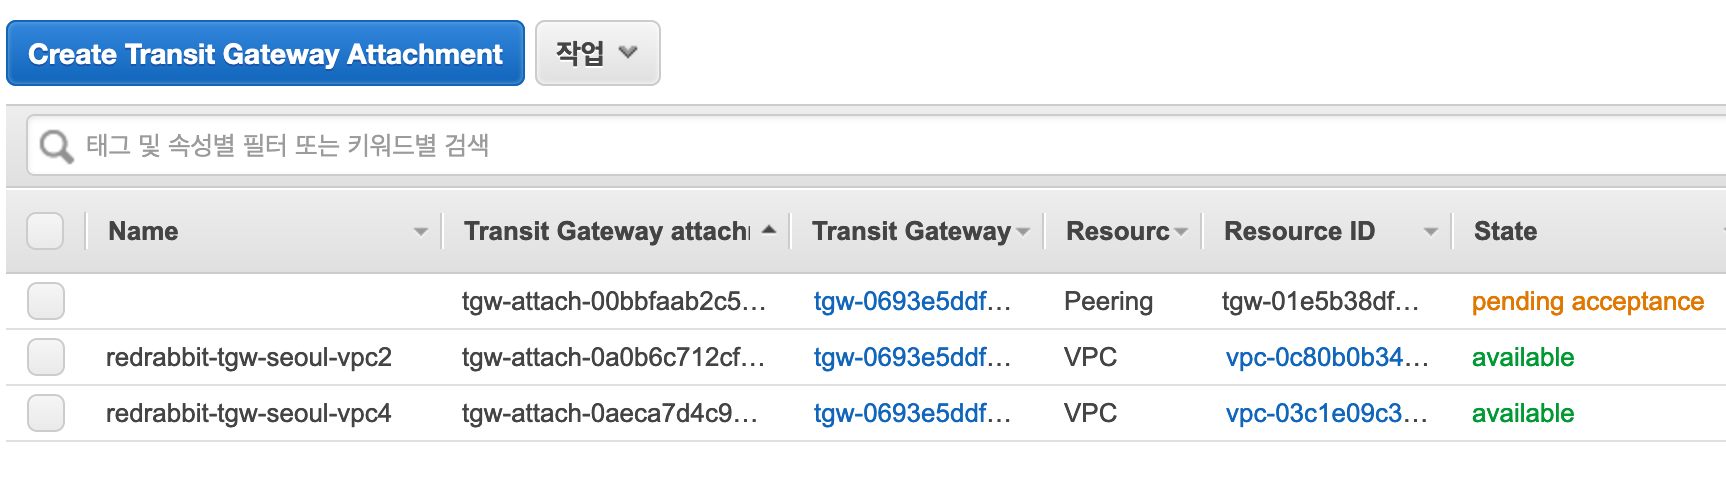 Create Transit Gateway Attachment 작업
태그 및 속성별 필터 또는 키워드별 검색
Name Transit Gateway attachi Transit Gateway Resourc Resource ID State
tgw-attach-00bbfaab2c5... tgw-0693e5ddf... Peering tgw-01e5b38df... pending acceptance
redrabbit-tgw-seoul-vpc2 tgw-attach-0a0b6c712cf... tgw-0693e5ddf... VPC vpc-0c80b0b34... available
redrabbit-tgw-seoul-vpc4 tgw-attach-0aeca7d4c9... tgw-0693e5ddf... VPC vpc-03c1e09c3... available